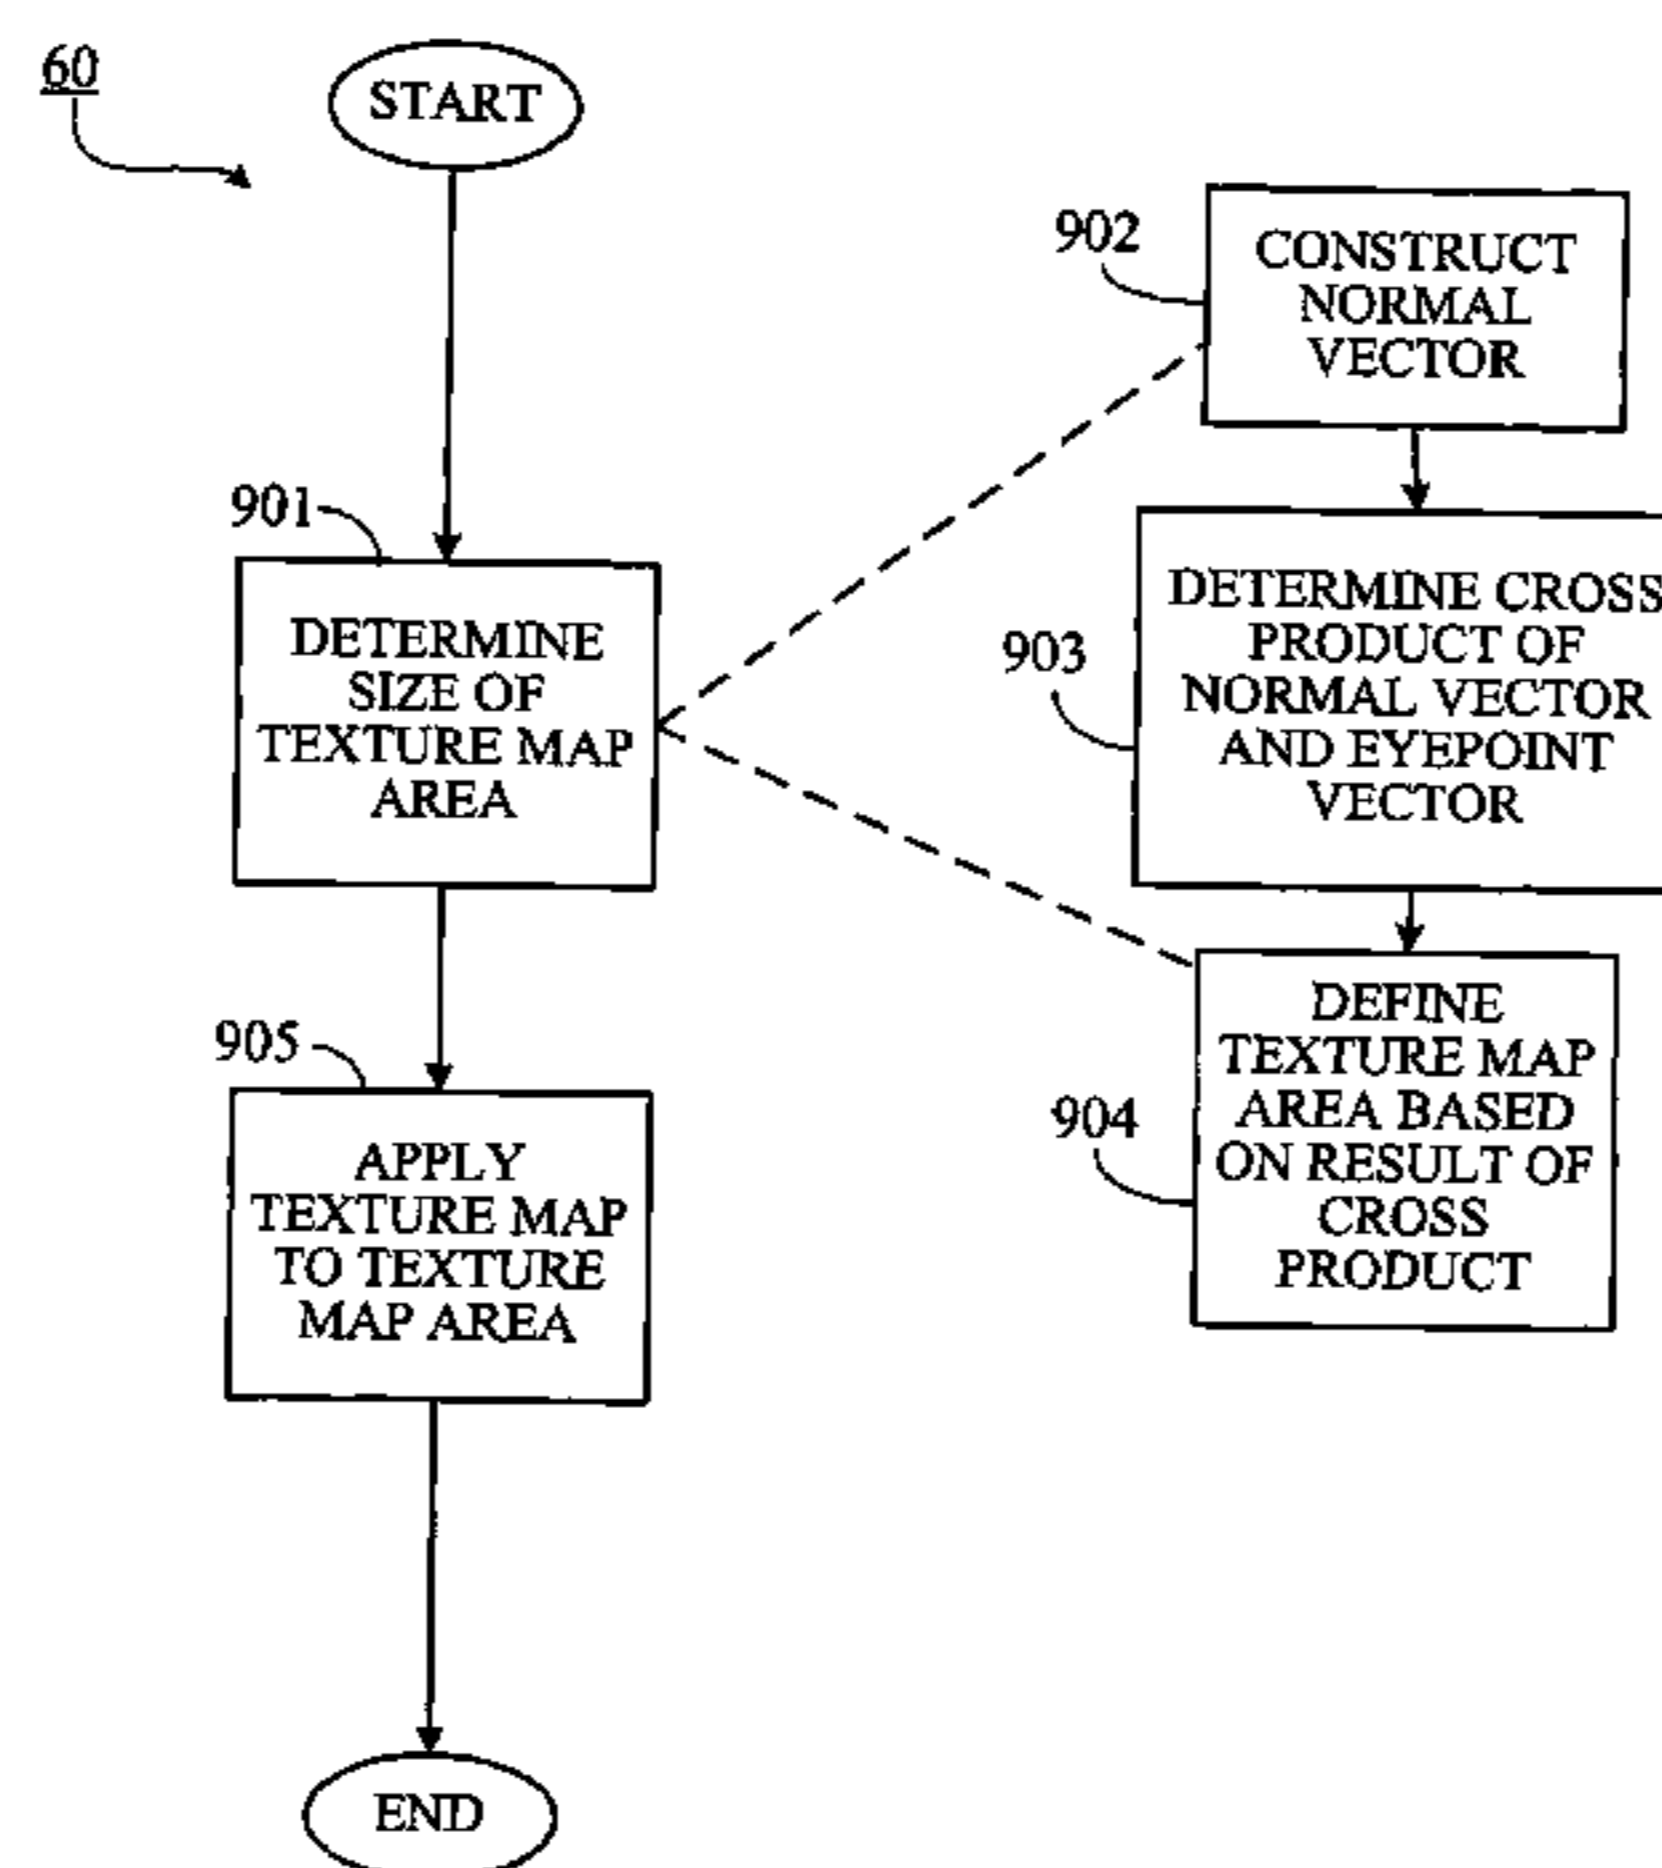 60
START
901
DETERMINE
SIZE OF
TEXTURE MAP
AREA
902
CONSTRUCT
NORMAL
VECTOR
903
DETERMINE CROSS
PRODUCT OF
NORMAL VECTOR
AND EYEPOINT
VECTOR
904
DEFINE
TEXTURE MAP
AREA BASED
ON RESULT OF
CROSS
PRODUCT
905
APPLY
TEXTURE MAP
TO TEXTURE
MAP AREA
END